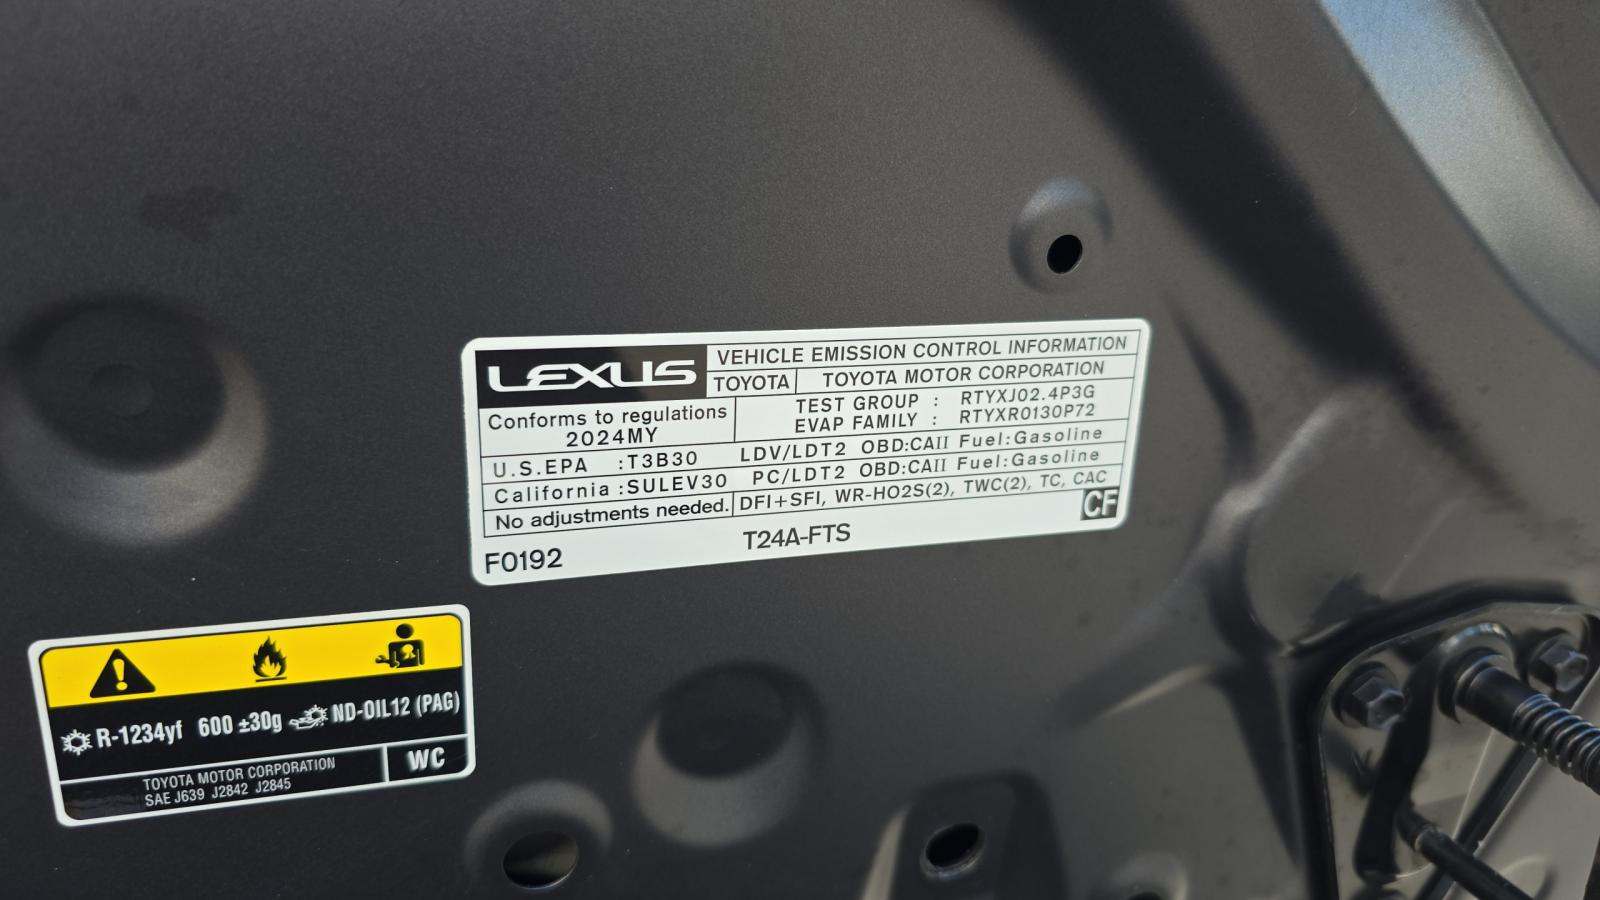 LEXUS
VEHICLE EMISSION CONTROL INFORMATION
TOYOTA TOYOTA MOTOR CORPORATION
Conforms to regulations
2024MY
TEST GROUP : RTYXJ02.4P3G
EVAP FAMILY : RTYXR0130P72
U.S.EPA :T3B30 LDV/LDT2 OBD:CAII Fuel:Gasoline
California :SULEV30 PC/LDT2 OBD:CAII Fuel:Gasoline
No adjustments needed. DFI+SFI, WR-HO2S(2), TWC(2), TC, CAC
CF
F0192 T24A-FTS
R-1234yf 600 ±30g ND-OIL12 (PAG)
TOYOTA MOTOR CORPORATION
SAE J639 J2842 J2845
WC